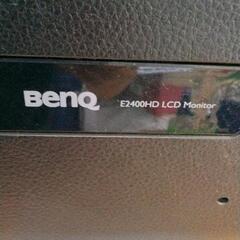 BenQ E2400HD LCD Monitor